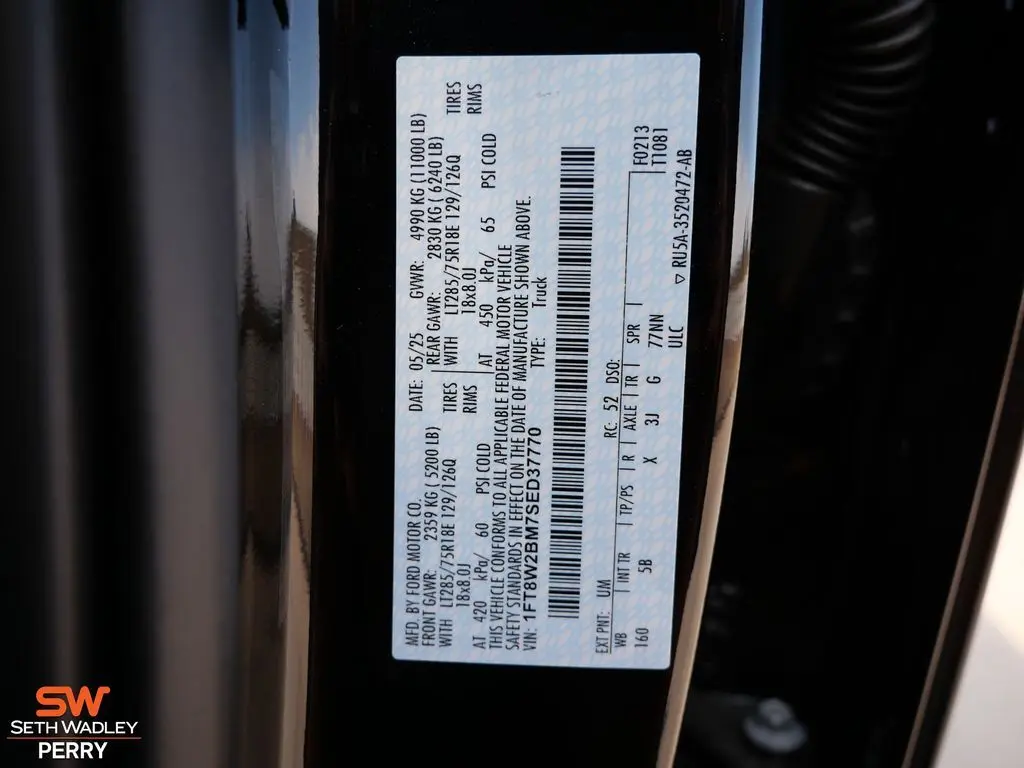 MFD. BY FORD MOTOR CO.
DATE: 05/25 GVWR: 4990 KG (11000 LB)
FRONT GAWR: 2359 KG ( 5200 LB)
REAR GAWR: 2830 KG ( 6240 LB)
WITH LT285/75R18E 129/126Q TIRES
WITH LT285/75R18E 129/126Q TIRES
18x8.0J RIMS
18x8.0J RIMS
AT 420 kPa/ 60 PSI COLD
AT 450 kPa/ 65 PSI COLD
THIS VEHICLE CONFORMS TO ALL APPLICABLE FEDERAL MOTOR VEHICLE
SAFETY STANDARDS IN EFFECT ON THE DATE OF MANUFACTURE SHOWN ABOVE.
VIN: 1FT8W2BM7SED37770 TYPE: Truck
EXT PNT: UM RC: 52 DSO:
WB INT TR TP/PS R AXLE TR SPR F0213
160 5B X 3J G 77NN T1081
ULC ▽ RU5A-3520472-AB
SW
SETH WADLEY
PERRY